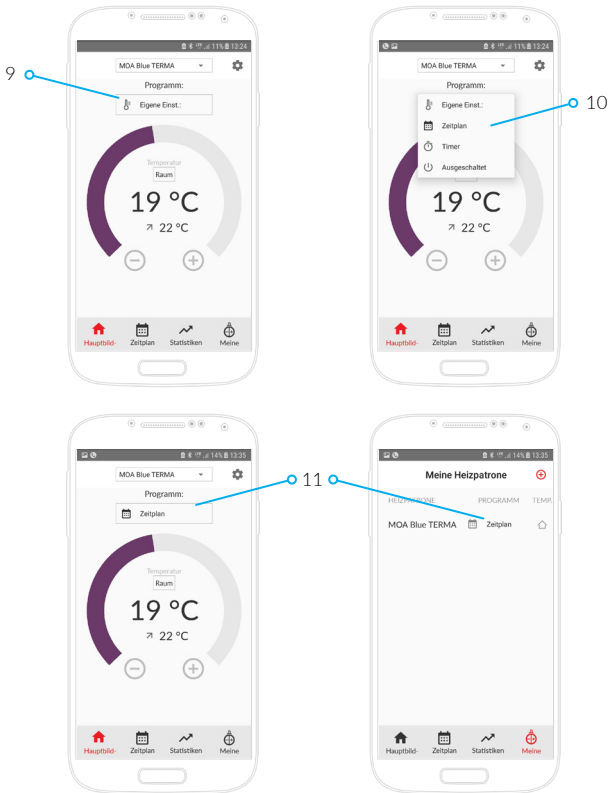 11% 13:24
MOA Blue TERMA
Programm:
9
Eigene Einst.:
Temperatur
Raum
19 °C
22 °C
Hauptbild- Zeitplan Statistiken Meine
11% 13:24
MOA Blue TERMA
Programm:
Eigene Einst.:
10
Zeitplan
Timer
Ausgeschaltet
19 °C
22 °C
Hauptbild- Zeitplan Statistiken Meine
14% 13:35
MOA Blue TERMA
Programm:
Zeitplan
11
Temperatur
Raum
19 °C
22 °C
Hauptbild- Zeitplan Statistiken Meine
14% 13:35
Meine Heizpatrone
HEIZPATRONE PROGRAMM TEMP.
MOA Blue TERMA Zeitplan
Hauptbild- Zeitplan Statistiken Meine